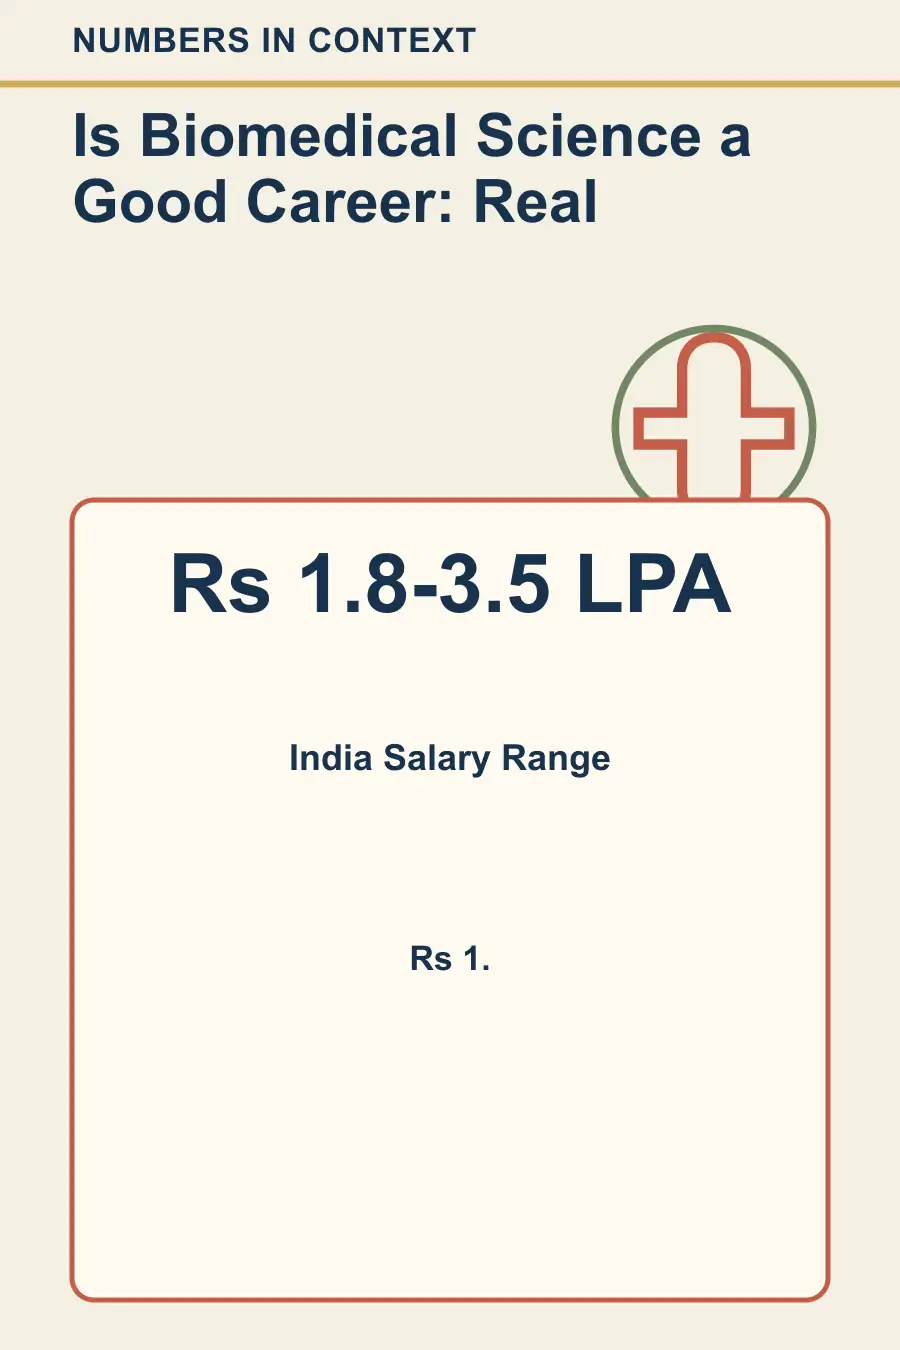 NUMBERS IN CONTEXT
Is Biomedical Science a
Good Career: Real
Rs 1.8-3.5 LPA
India Salary Range
Rs 1.